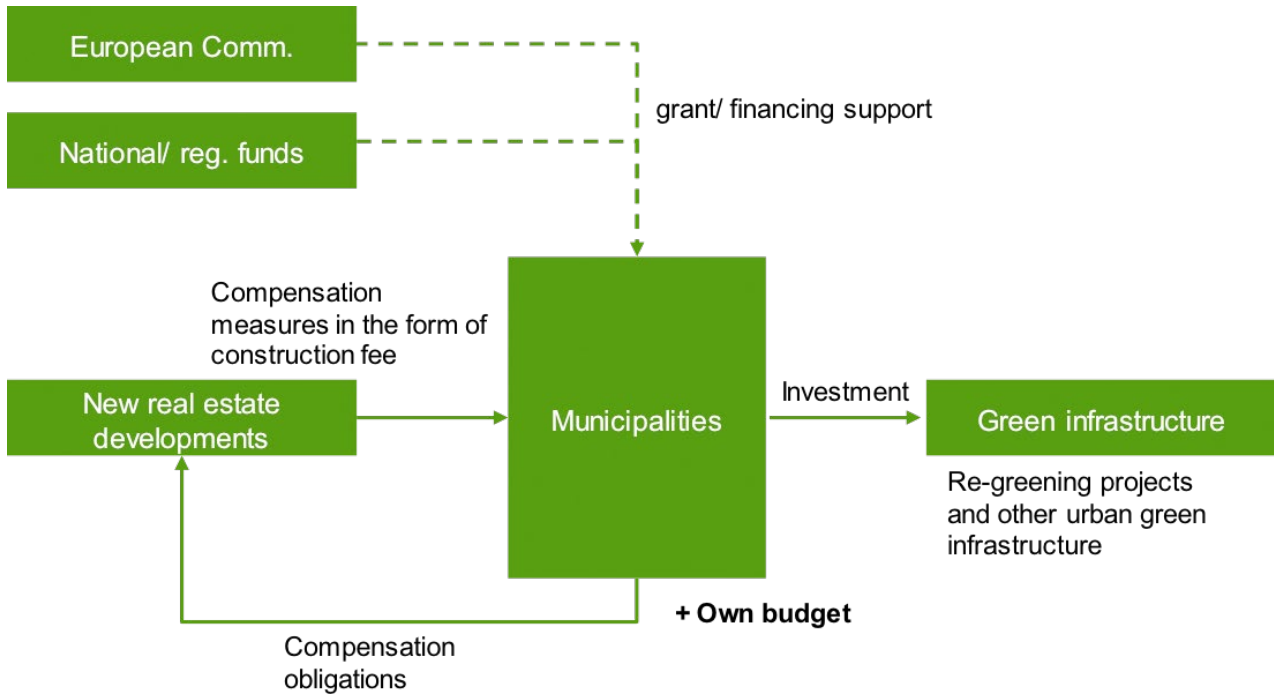 European Comm.
grant/ financing support
National/ reg. funds
Compensation
measures in the form of
construction fee
New real estate
developments
Municipalities
Investment
Green infrastructure
Re-greening projects
and other urban green
infrastructure
+ Own budget
Compensation
obligations